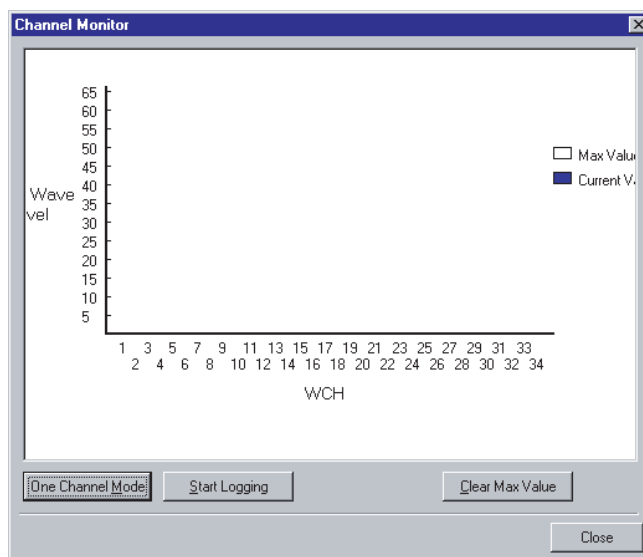 Channel Monitor
65
60
55
50
45
40
35
30
25
20
15
10
5
Wave
vel
Max Valu
Current V
1 3 5 7 9 11 13 15 17 19 21 23 25 27 29 31 33
2 4 6 8 10 12 14 16 18 20 22 24 26 28 30 32 34
WCH
One Channel Mode
Start Logging
Clear Max Value
Close